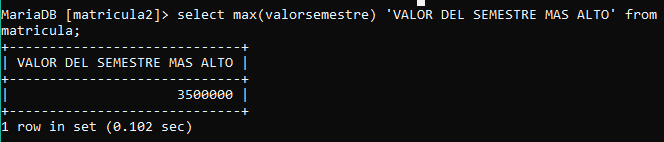 MariaDB [matricula2]> select max(valorsemestre) 'VALOR DEL SEMESTRE MAS ALTO' from
matricula;
+-----------------------------+
| VALOR DEL SEMESTRE MAS ALTO |
+-----------------------------+
|                     3500000 |
+-----------------------------+
1 row in set (0.102 sec)